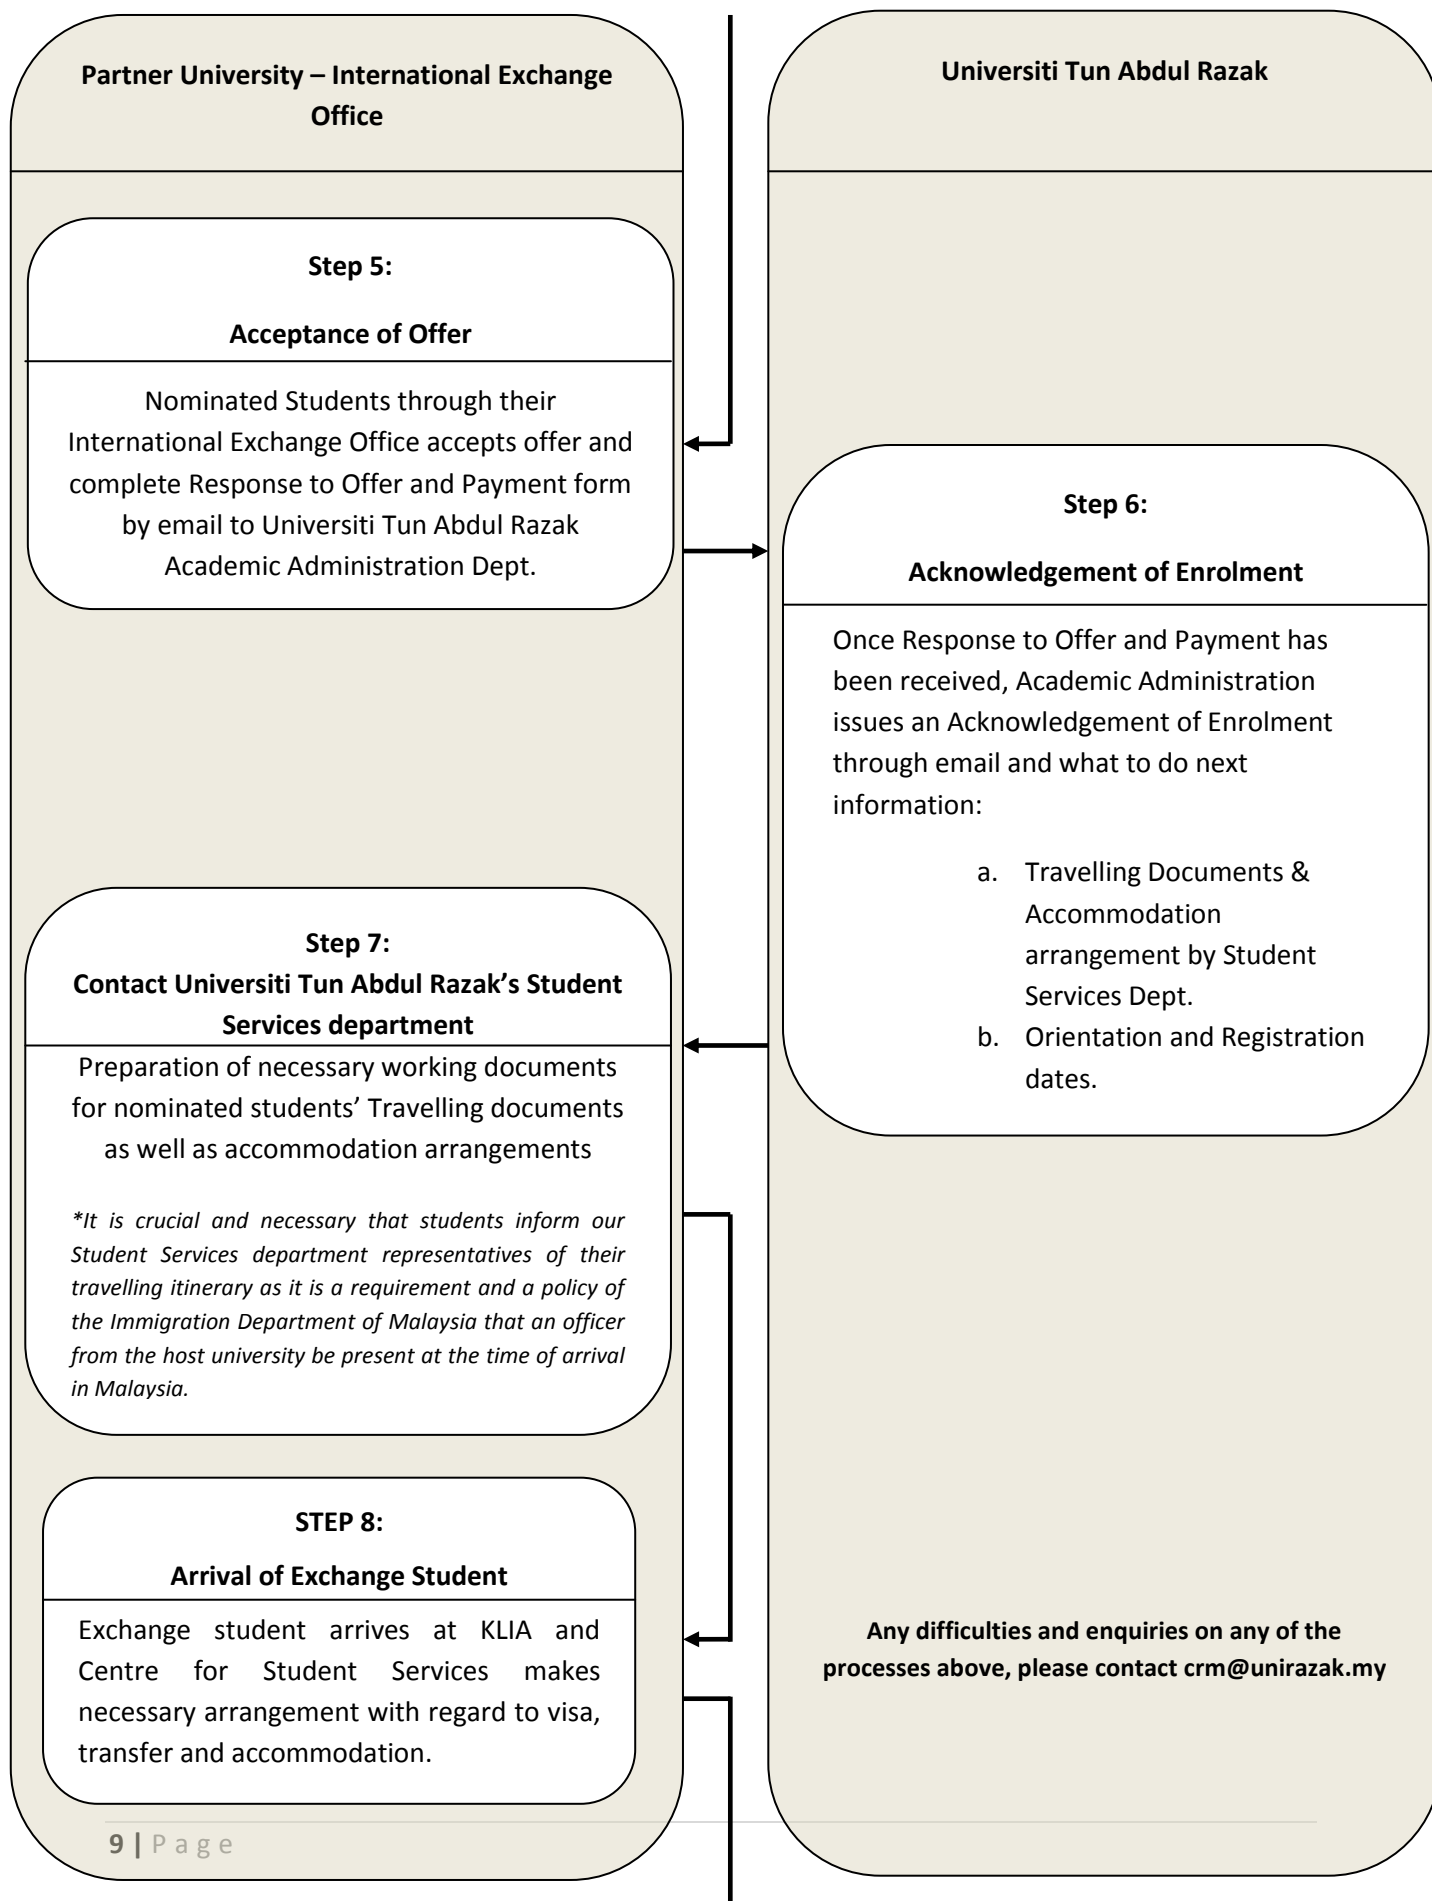 Partner University – International Exchange
Office
Universiti Tun Abdul Razak
Step 5:
Acceptance of Offer
Nominated Students through their
International Exchange Office accepts offer and
complete Response to Offer and Payment form
by email to Universiti Tun Abdul Razak
Academic Administration Dept.
Step 6:
Acknowledgement of Enrolment
Once Response to Offer and Payment has
been received, Academic Administration
issues an Acknowledgement of Enrolment
through email and what to do next
information:
a. Travelling Documents &
Accommodation
arrangement by Student
Services Dept.
b. Orientation and Registration
dates.
Step 7:
Contact Universiti Tun Abdul Razak’s Student
Services department
Preparation of necessary working documents
for nominated students’ Travelling documents
as well as accommodation arrangements
*It is crucial and necessary that students inform our
Student Services department representatives of their
travelling itinerary as it is a requirement and a policy of
the Immigration Department of Malaysia that an officer
from the host university be present at the time of arrival
in Malaysia.
STEP 8:
Arrival of Exchange Student
Exchange student arrives at KLIA and
Centre for Student Services makes
necessary arrangement with regard to visa,
transfer and accommodation.
Any difficulties and enquiries on any of the
processes above, please contact crm@unirazak.my
9 | Page